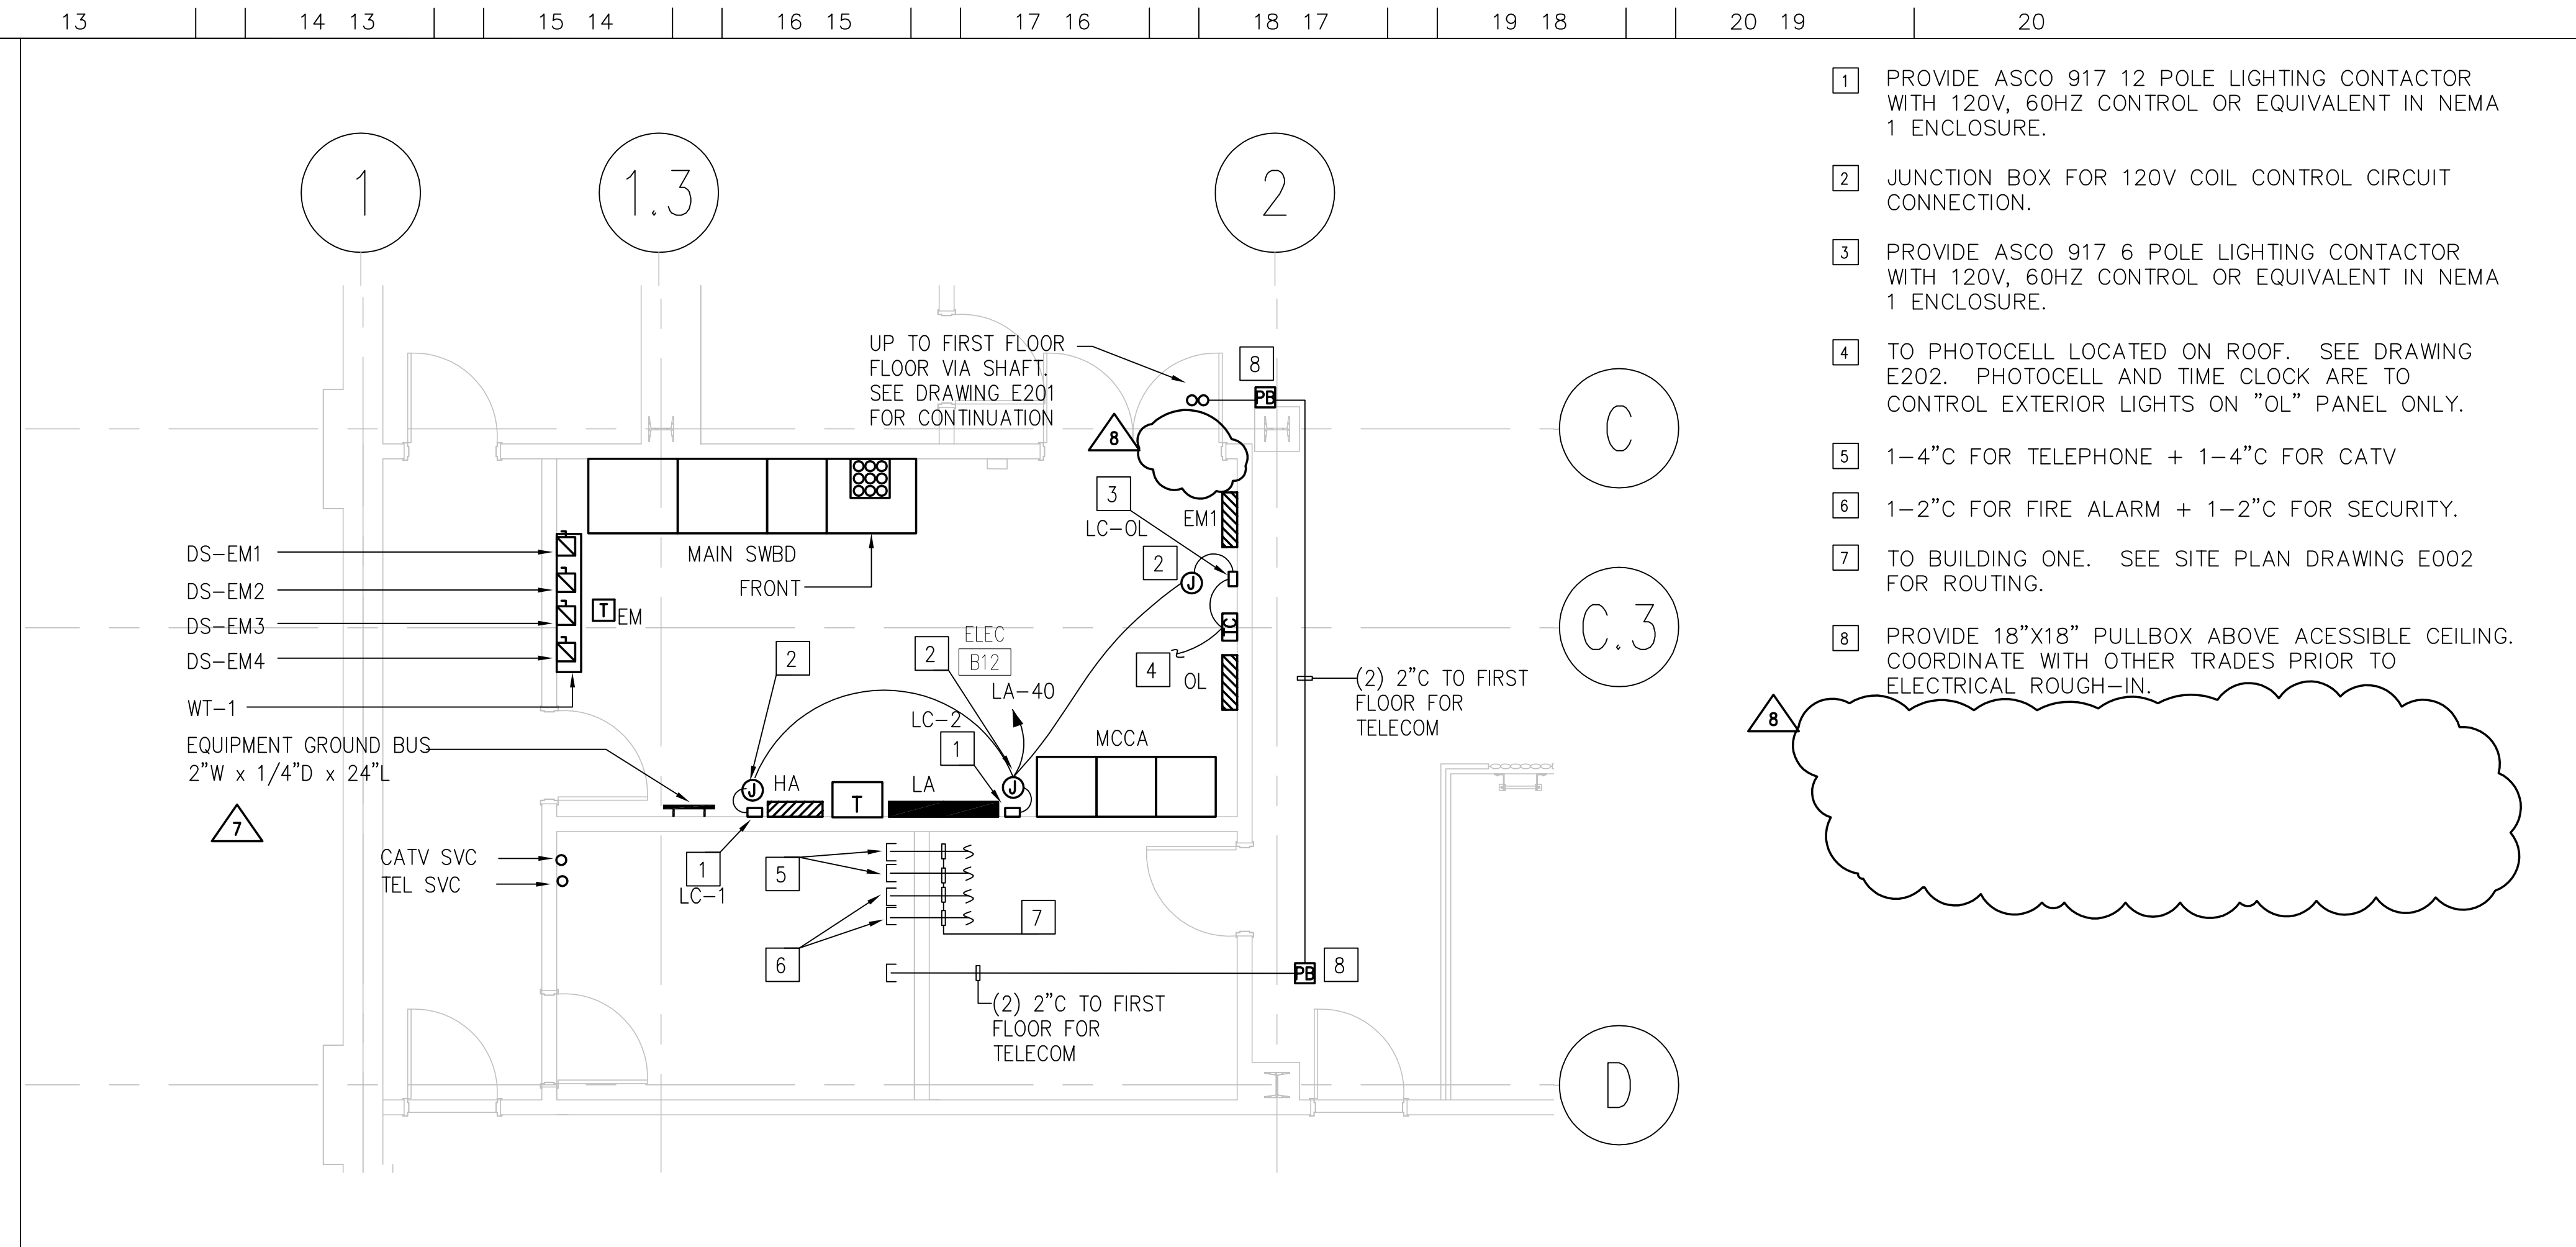 13 14 13 15 14 16 15 17 16 18 17 19 18 20 19 20
1 PROVIDE ASCO 917 12 POLE LIGHTING CONTACTOR
WITH 120V, 60HZ CONTROL OR EQUIVALENT IN NEMA
1 ENCLOSURE.
2 JUNCTION BOX FOR 120V COIL CONTROL CIRCUIT
CONNECTION.
3 PROVIDE ASCO 917 6 POLE LIGHTING CONTACTOR
WITH 120V, 60HZ CONTROL OR EQUIVALENT IN NEMA
1 ENCLOSURE.
4 TO PHOTOCELL LOCATED ON ROOF. SEE DRAWING
E202. PHOTOCELL AND TIME CLOCK ARE TO
CONTROL EXTERIOR LIGHTS ON "OL" PANEL ONLY.
5 1-4"C FOR TELEPHONE + 1-4"C FOR CATV
6 1-2"C FOR FIRE ALARM + 1-2"C FOR SECURITY.
7 TO BUILDING ONE. SEE SITE PLAN DRAWING E002
FOR ROUTING.
8 PROVIDE 18"X18" PULLBOX ABOVE ACESSIBLE CEILING.
COORDINATE WITH OTHER TRADES PRIOR TO
ELECTRICAL ROUGH-IN.
8
1
1.3
2
C
C.3
D
UP TO FIRST FLOOR
FLOOR VIA SHAFT.
SEE DRAWING E201
FOR CONTINUATION
8
PB
8
3
LC-OL
EM1
2
J
TC
4
OL
MAIN SWBD
FRONT
DS-EM1
DS-EM2
DS-EM3
DS-EM4
T
EM
WT-1
EQUIPMENT GROUND BUS
2"W x 1/4"D x 24"L
7
ELEC
B12
2
2
LA-40
LC-2
1
MCCA
(2) 2"C TO FIRST
FLOOR FOR
TELECOM
J
HA
T
LA
J
CATV SVC
TEL SVC
1
LC-1
5
6
7
PB
8
(2) 2"C TO FIRST
FLOOR FOR
TELECOM